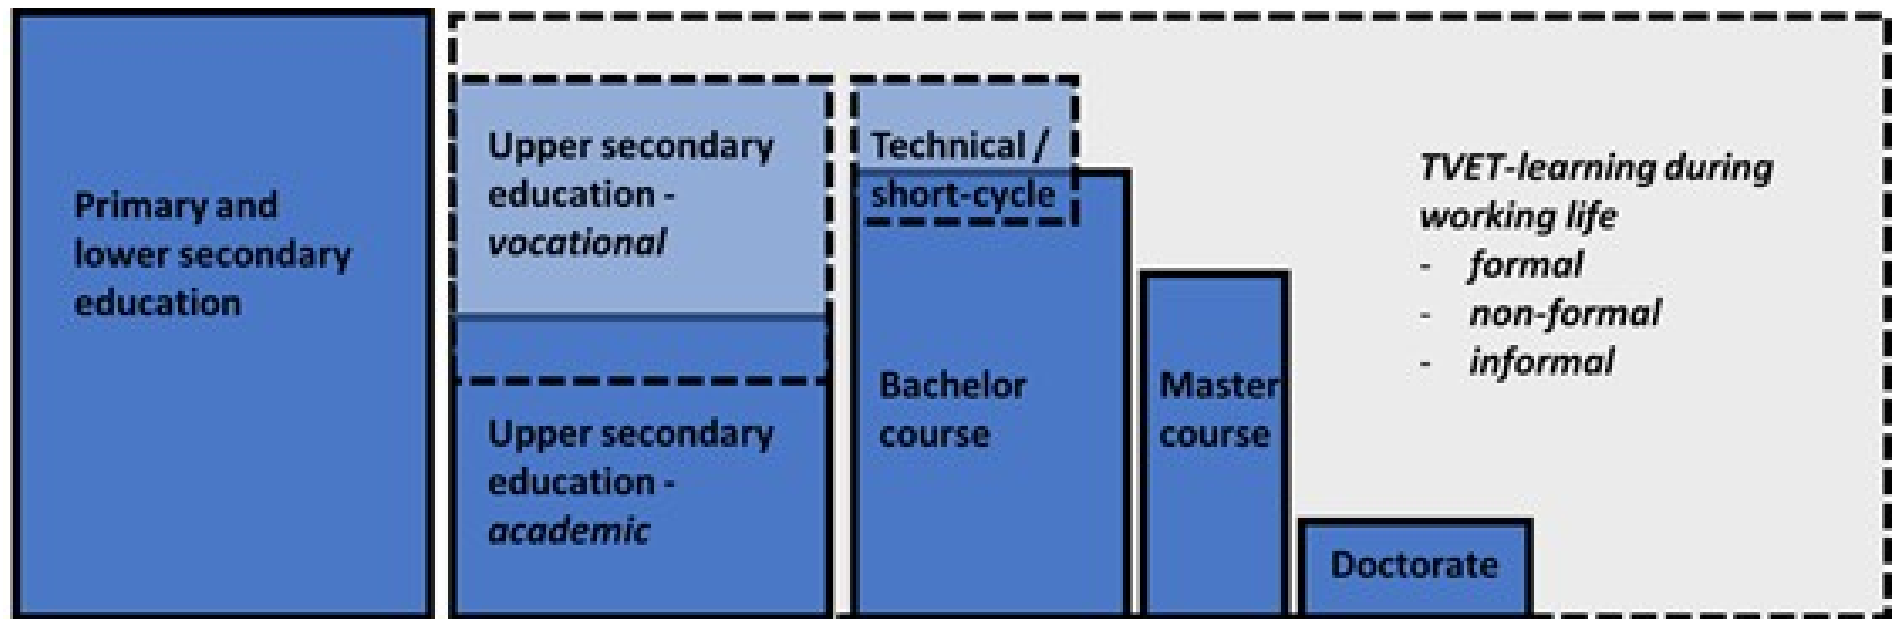 Primary and
lower secondary
education
Upper secondary
education -
vocational
Upper secondary
education -
academic
Technical /
short-cycle
Bachelor
course
Master
course
Doctorate
TVET-learning during
working life
- formal
- non-formal
- informal